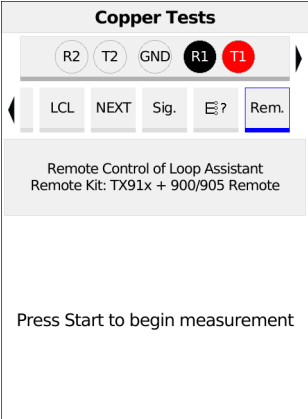 Copper Tests
R2 T2 GND R1 T1
LCL NEXT Sig. ? Rem.
Remote Control of Loop Assistant
Remote Kit: TX91x + 900/905 Remote
Press Start to begin measurement